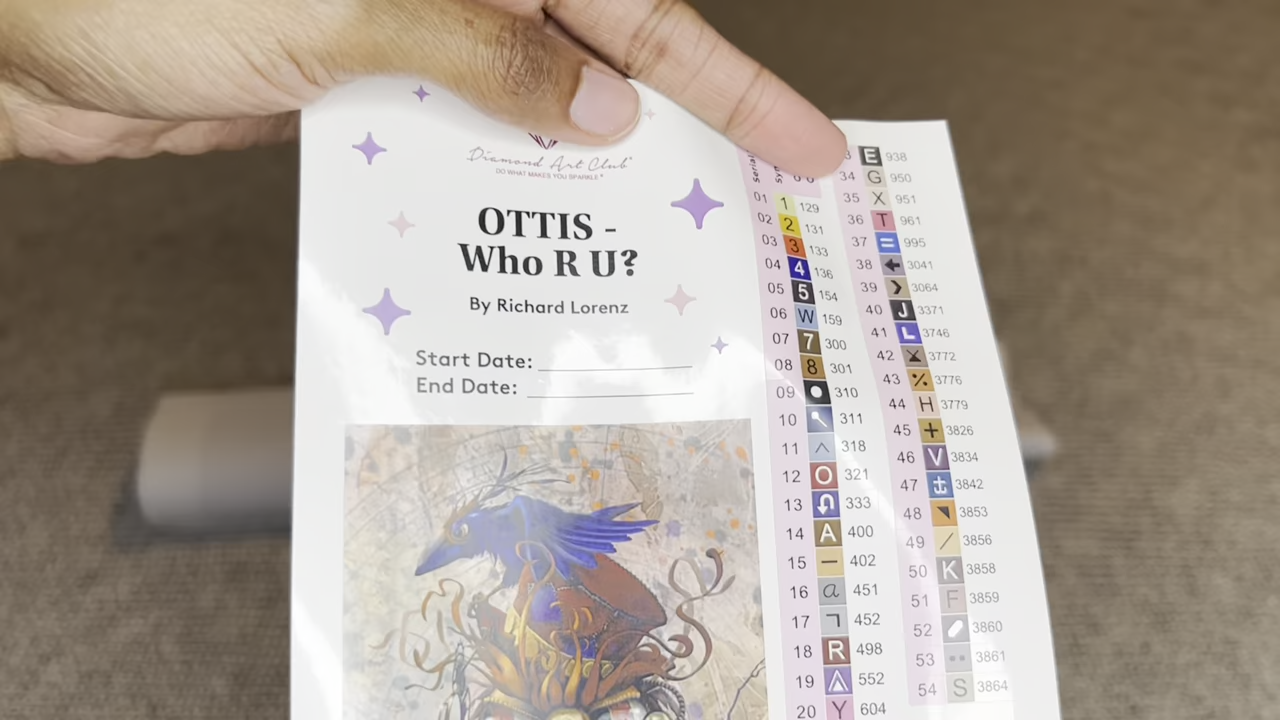 Diamond Art Club®
DO WHAT MAKES YOU SPARKLE.®
OTTIS -
Who R U?
By Richard Lorenz
Start Date:
End Date:
Serial
01 1 129
02 2 131
03 3 133
04 4 136
05 5 154
06 W 159
07 7 300
08 8 301
09 310
10 311
11 ^ 318
12 O 321
13 333
14 A 400
15 — 402
16 a 451
17 ¬ 452
18 R 498
19 552
20 Y 604
3 E 938
34 G 950
35 X 951
36 T 961
37 = 995
38 ← 3041
39 ❯ 3064
40 J 3371
41 L 3746
42 3772
43 ٪ 3776
44 H 3779
45 + 3826
46 V 3834
47 ⚓ 3842
48 ◥ 3853
49 / 3856
50 K 3858
51 F 3859
52 3860
53 •• 3861
54 S 3864